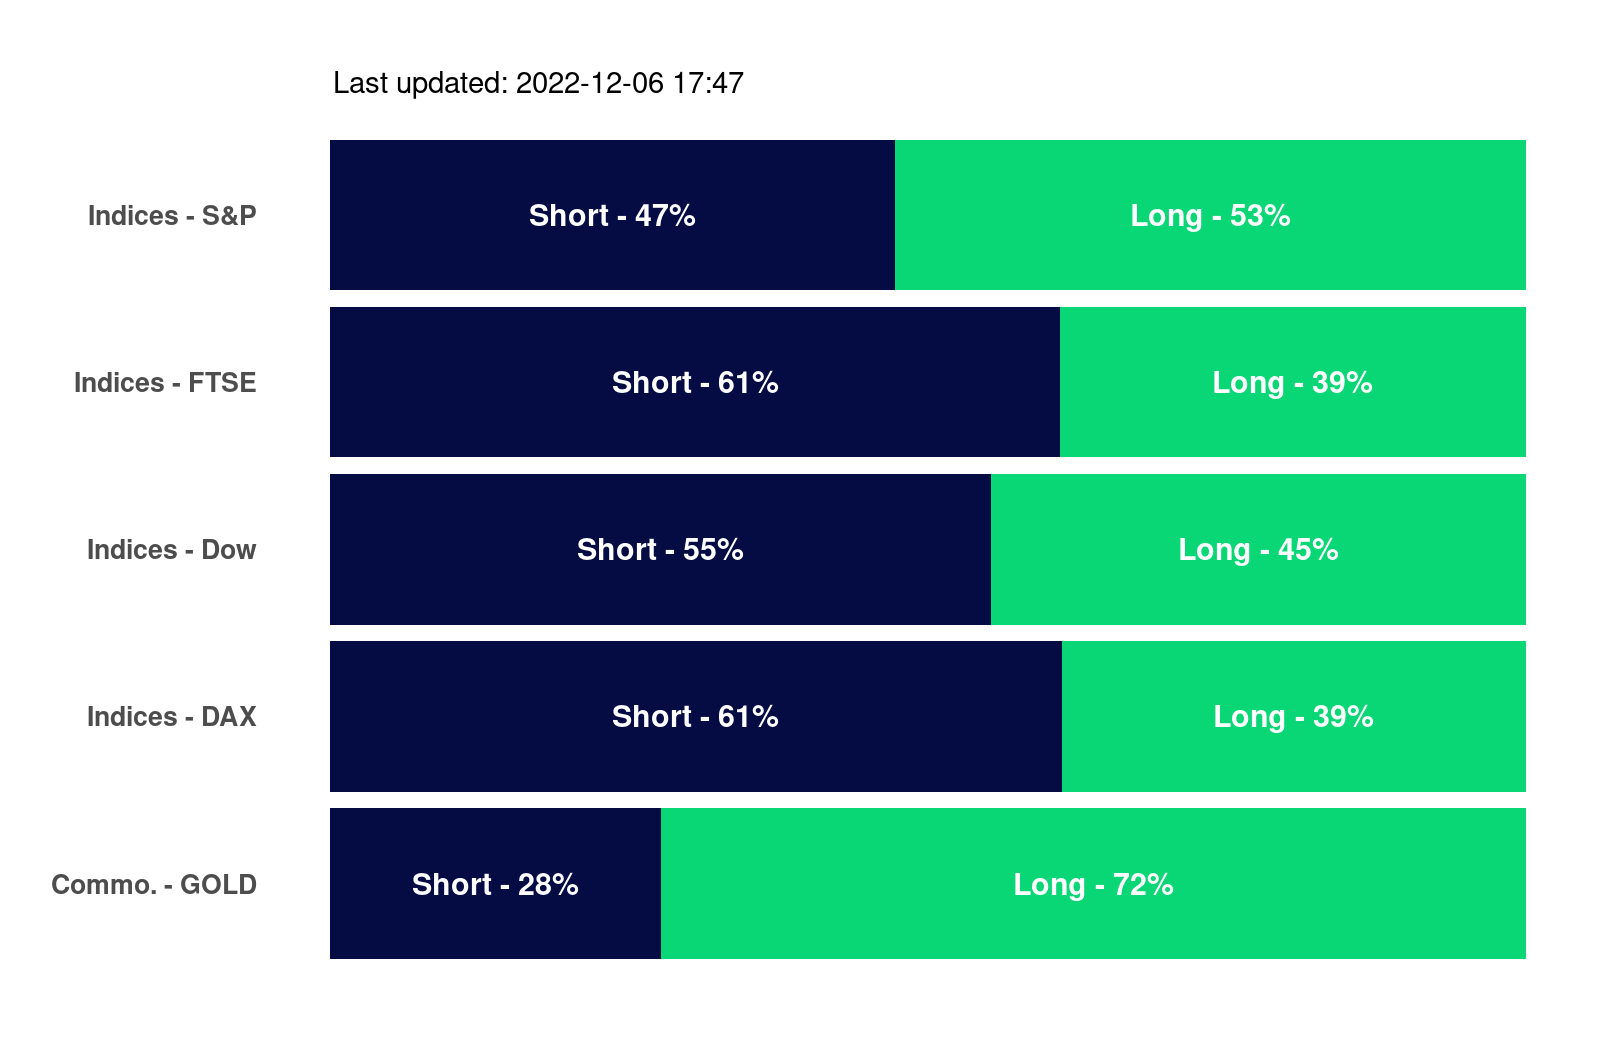 Last updated: 2022-12-06 17:47
Indices - S&P Short - 47% Long - 53%
Indices - FTSE Short - 61% Long - 39%
Indices - Dow Short - 55% Long - 45%
Indices - DAX Short - 61% Long - 39%
Commo. - GOLD Short - 28% Long - 72%